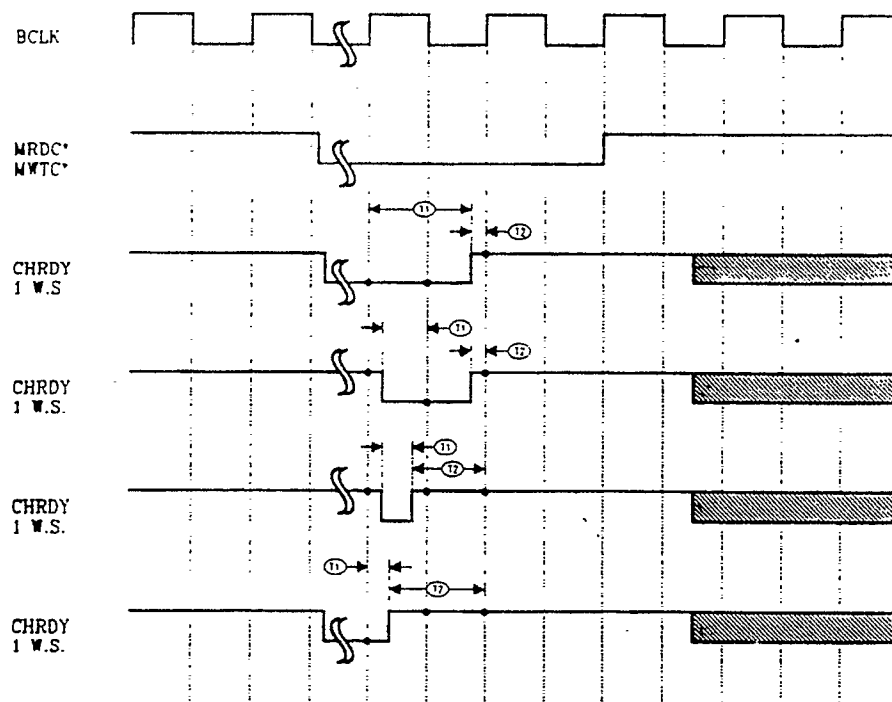 BCLK
MRDC*
MWTC*
T1
T2
CHRDY
1 W.S
T1
T2
CHRDY
1 W.S.
T1
T2
CHRDY
1 W.S.
T1
T2
CHRDY
1 W.S.